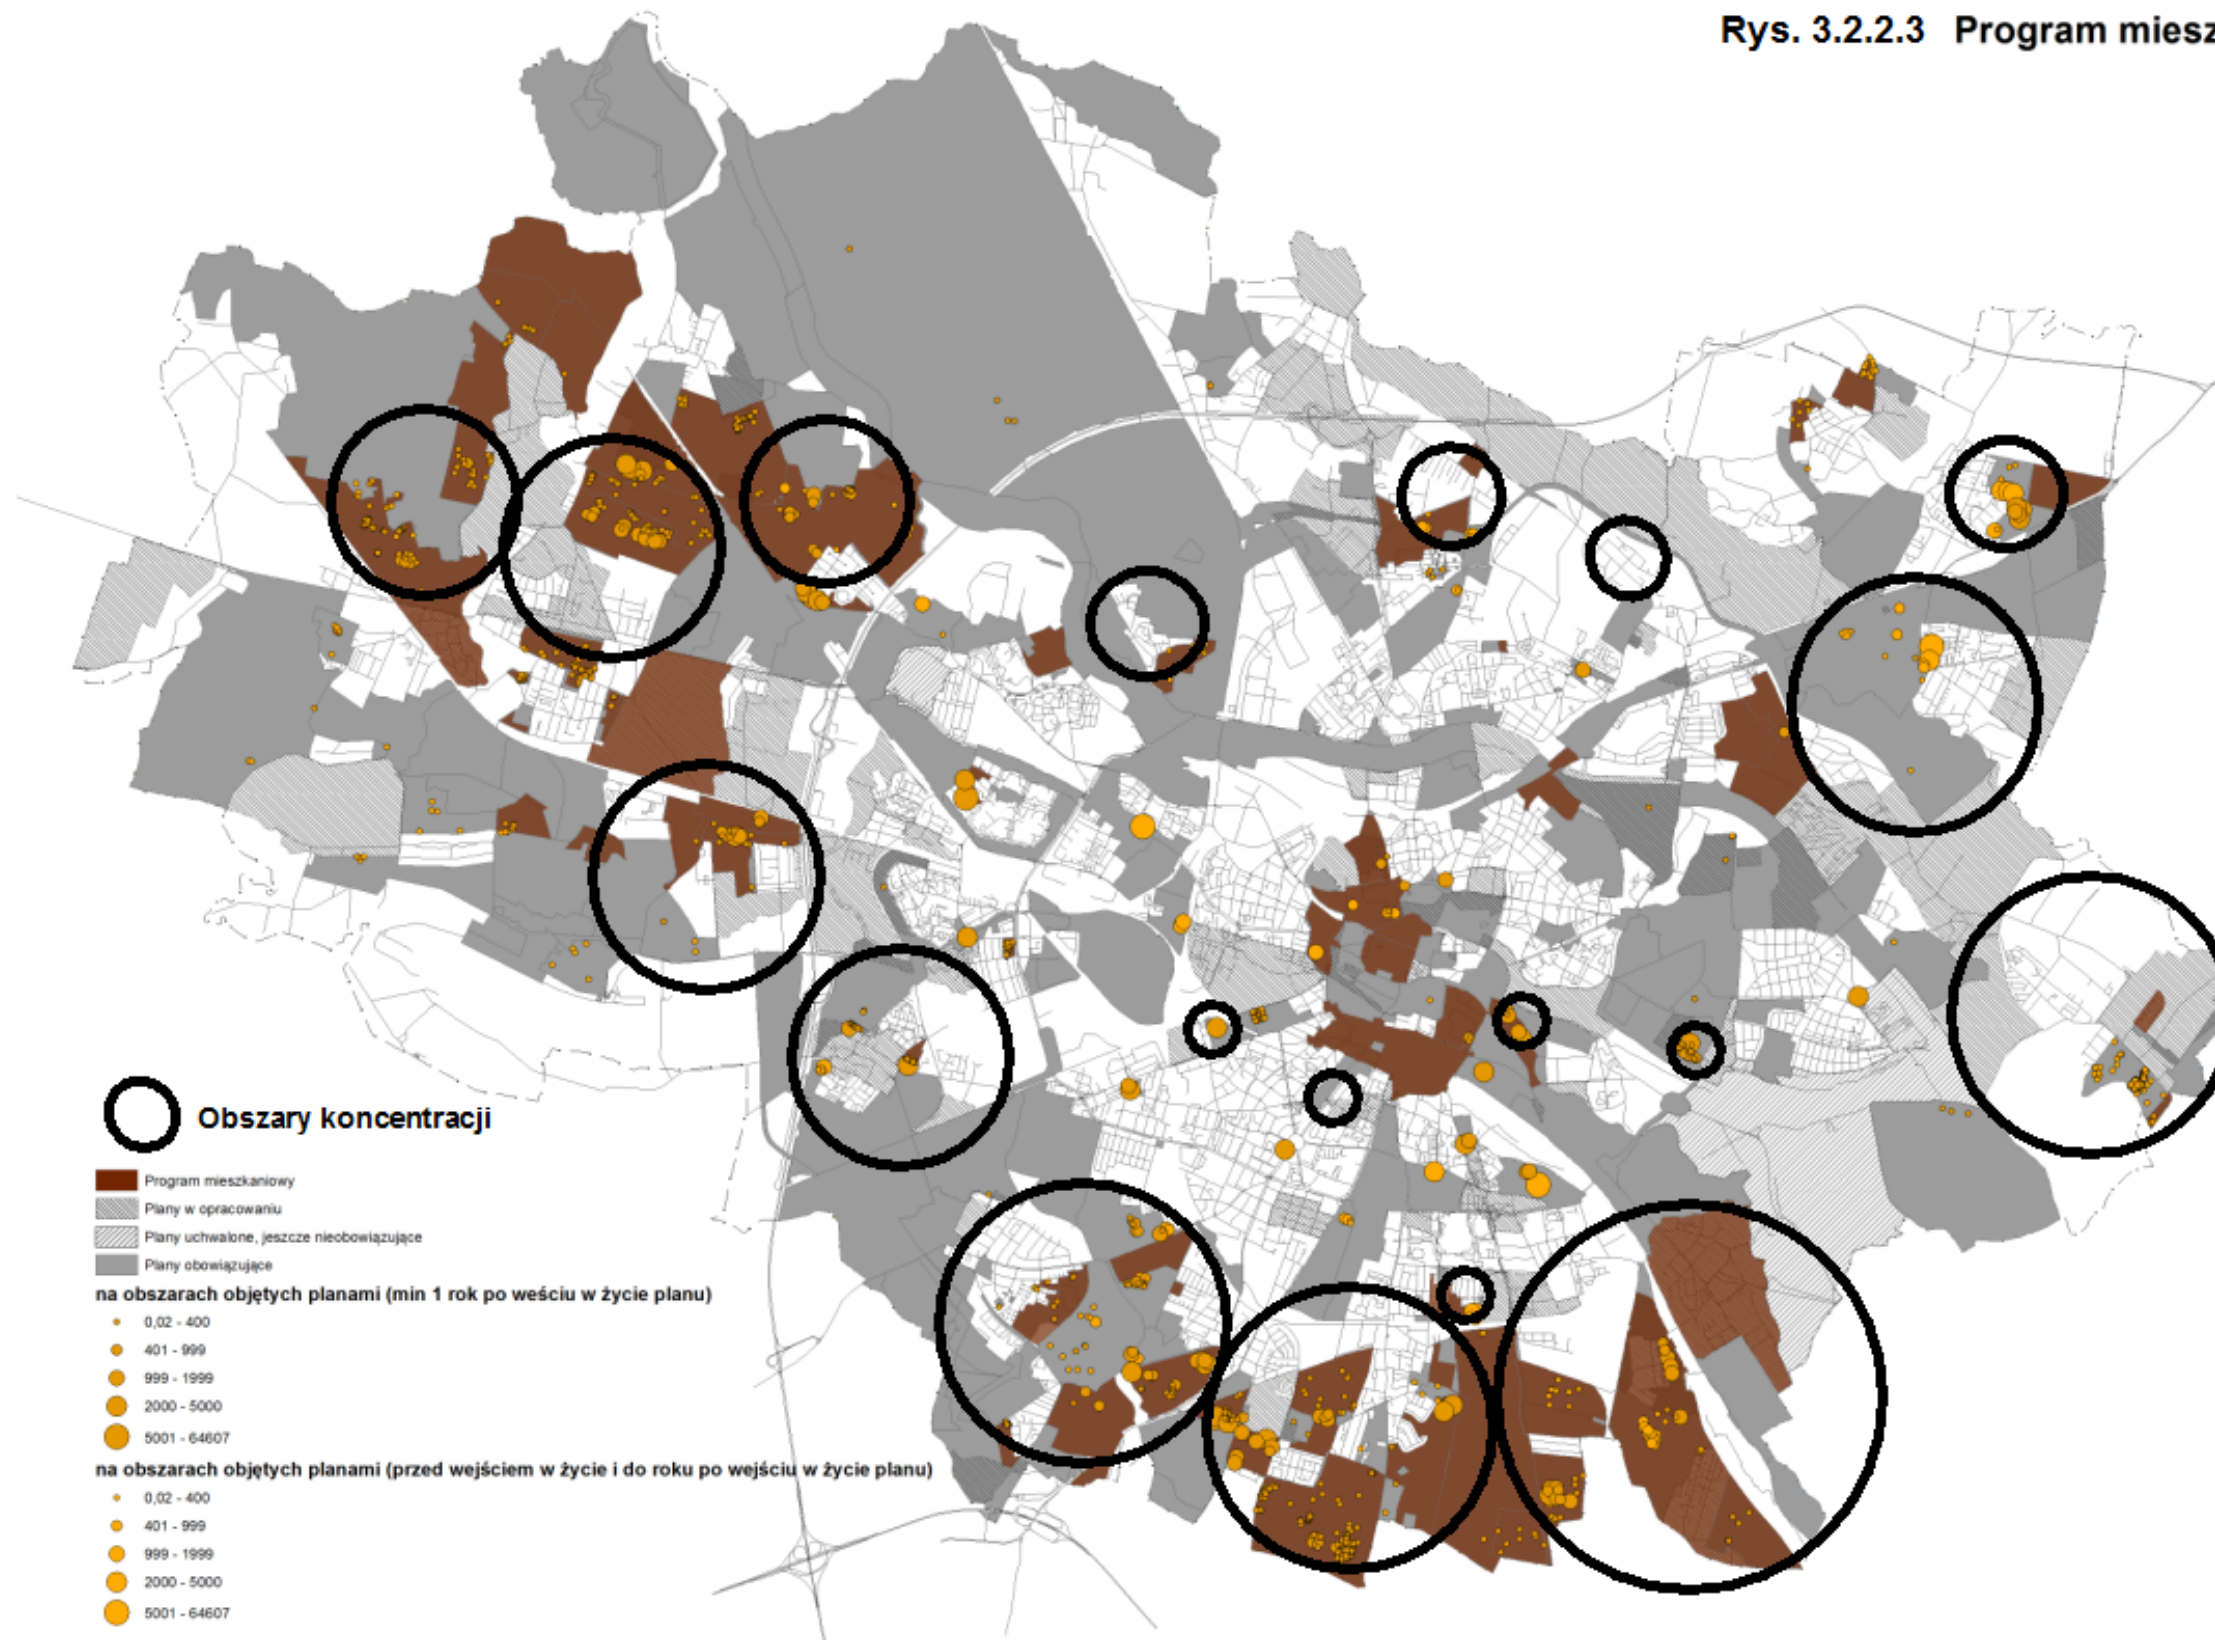 Rys. 3.2.2.3 Program miesz
Obszary koncentracji
Program mieszkaniowy
Plany w opracowaniu
Plany uchwalone, jeszcze nieobowiązujące
Plany obowiązujące
na obszarach objętych planami (min 1 rok po weściu w życie planu)
0,02 - 400
401 - 999
999 - 1999
2000 - 5000
5001 - 64607
na obszarach objętych planami (przed wejściem w życie i do roku po wejściu w życie planu)
0,02 - 400
401 - 999
999 - 1999
2000 - 5000
5001 - 64607